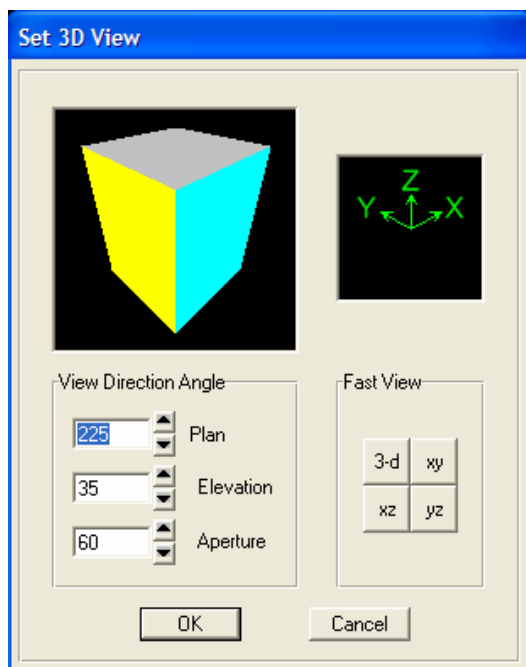 Set 3D View
Z
Y X
View Direction Angle
225 Plan
35 Elevation
60 Aperture
Fast View
3-d xy
xz yz
OK Cancel